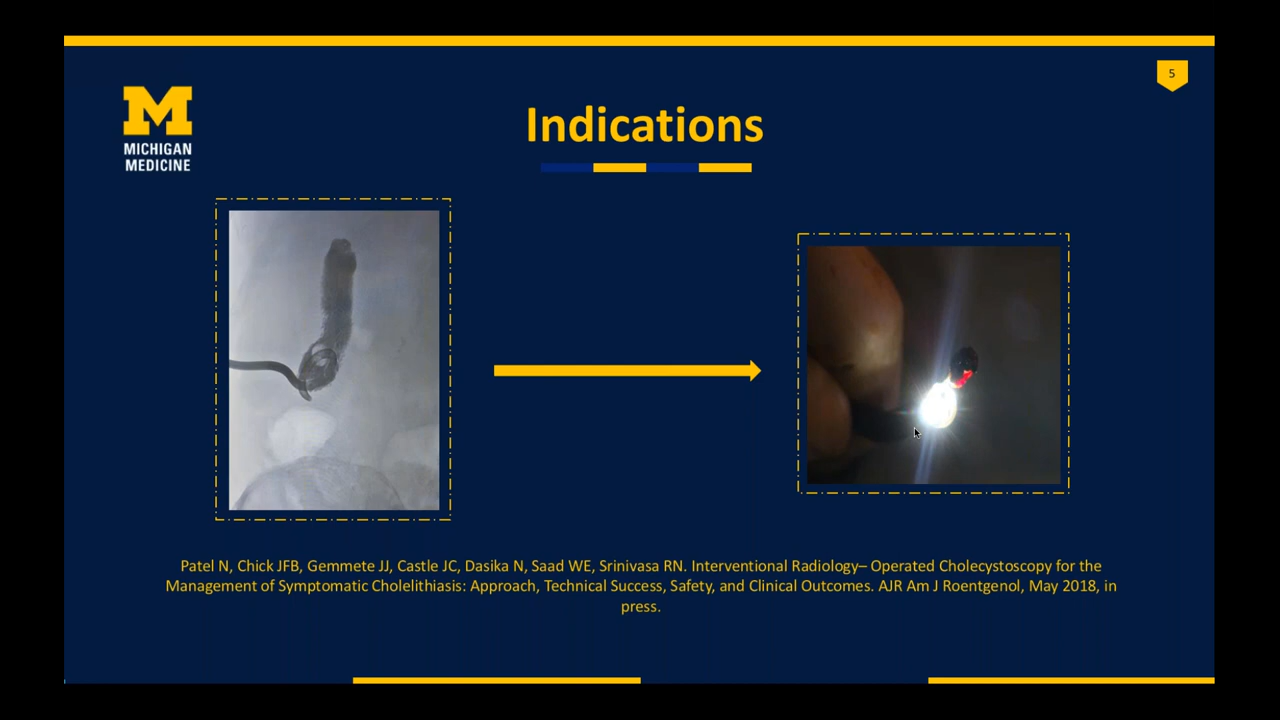 5
MICHIGAN
MEDICINE
Indications
Patel N, Chick JFB, Gemmete JJ, Castle JC, Dasika N, Saad WE, Srinivasa RN. Interventional Radiology– Operated Cholecystoscopy for the
Management of Symptomatic Cholelithiasis: Approach, Technical Success, Safety, and Clinical Outcomes. AJR Am J Roentgenol, May 2018, in
press.